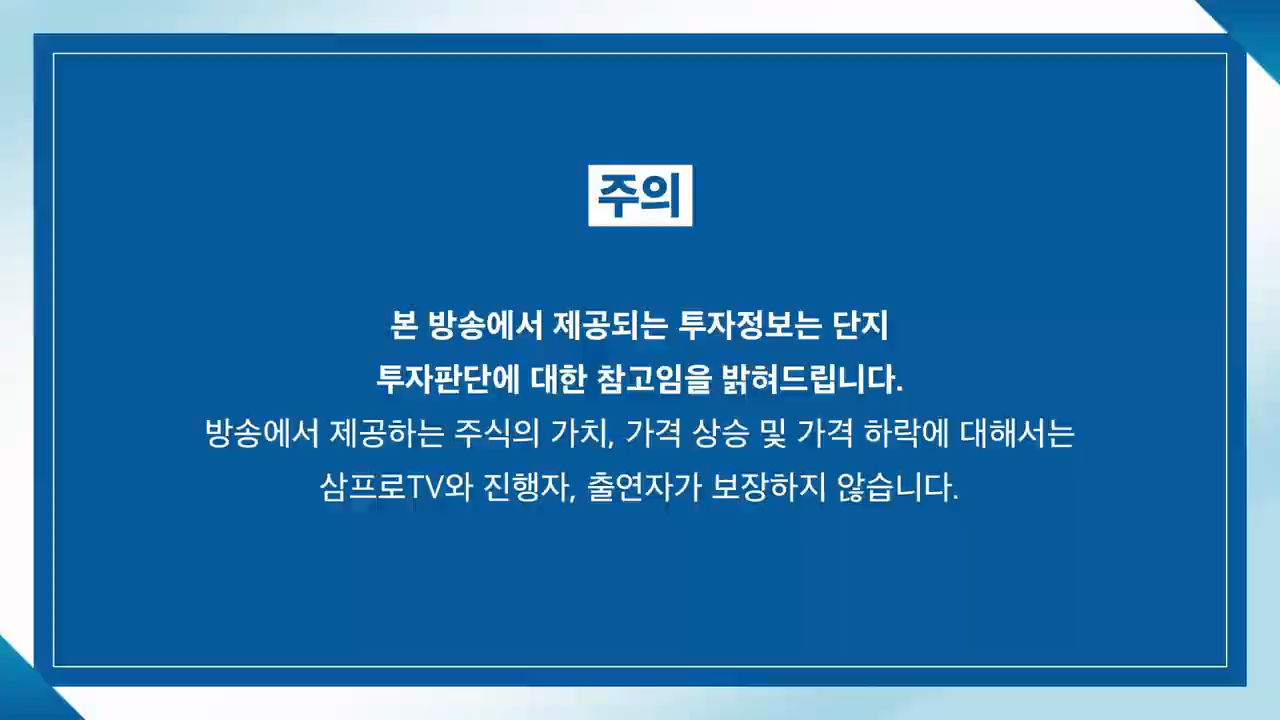 주의
본 방송에서 제공되는 투자정보는 단지
투자판단에 대한 참고임을 밝혀드립니다.
방송에서 제공하는 주식의 가치, 가격 상승 및 가격 하락에 대해서는
삼프로TV와 진행자, 출연자가 보장하지 않습니다.